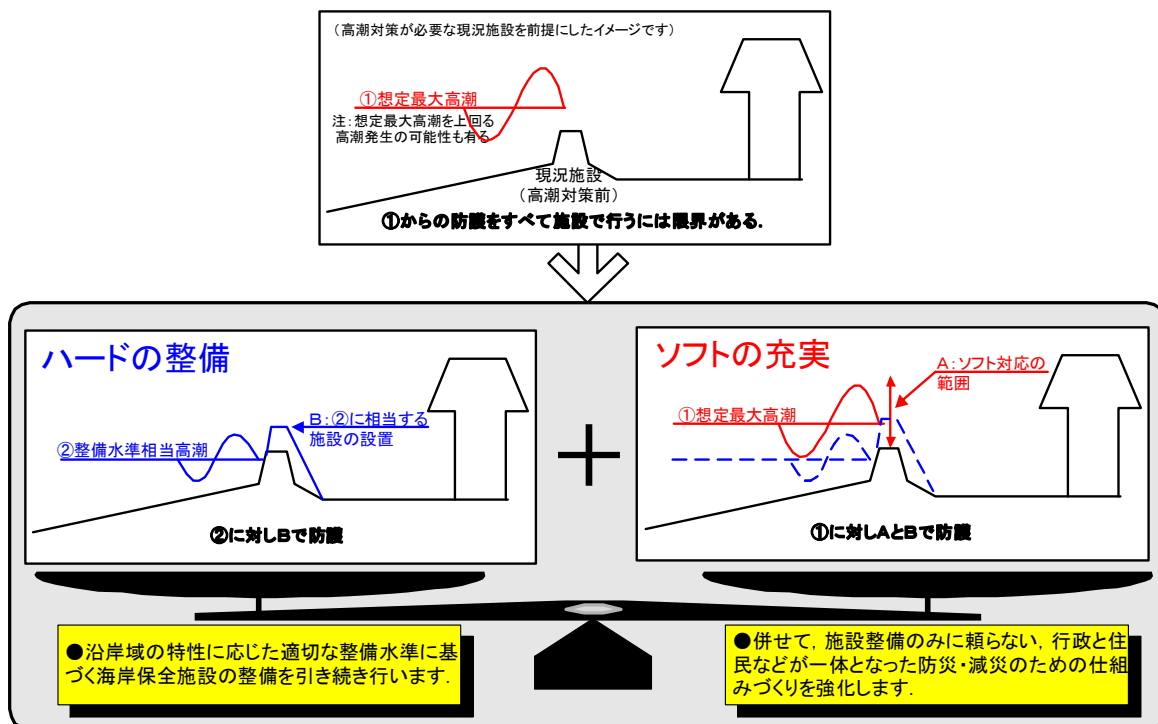 (高潮対策が必要な現況施設を前提にしたイメージです)
①想定最大高潮
注:想定最大高潮を上回る
高潮発生の可能性も有る
現況施設
(高潮対策前)
①からの防護をすべて施設で行うには限界がある.
ハードの整備
B:②に相当する
施設の設置
②整備水準相当高潮
②に対しBで防護
ソフトの充実
A:ソフト対応の
範囲
①想定最大高潮
①に対しAとBで防護
●沿岸域の特性に応じた適切な整備水準に基
づく海岸保全施設の整備を引き続き行います.
●併せて,施設整備のみに頼らない,行政と住
民などが一体となった防災・減災のための仕組
みづくりを強化します.